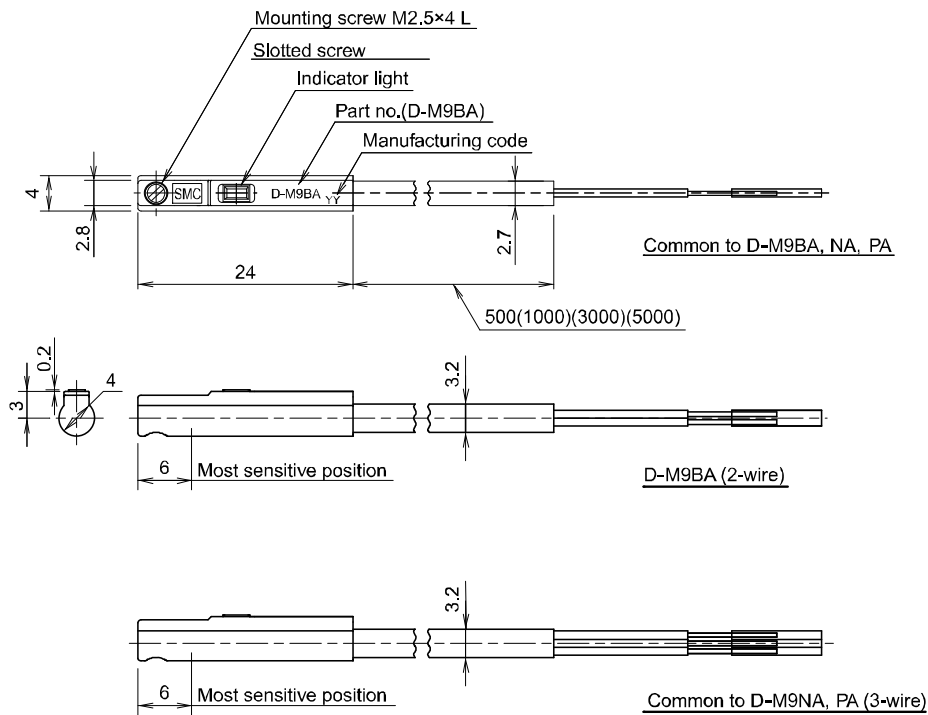 Mounting screw M2.5×4 L
Slotted screw
Indicator light
Part no.(D-M9BA)
Manufacturing code
4
2.8
SMC
D-M9BA
YY
2.7
Common to D-M9BA, NA, PA
24
500(1000)(3000)(5000)
0.2
3
4
3.2
6
Most sensitive position
D-M9BA (2-wire)
3.2
6
Most sensitive position
Common to D-M9NA, PA (3-wire)